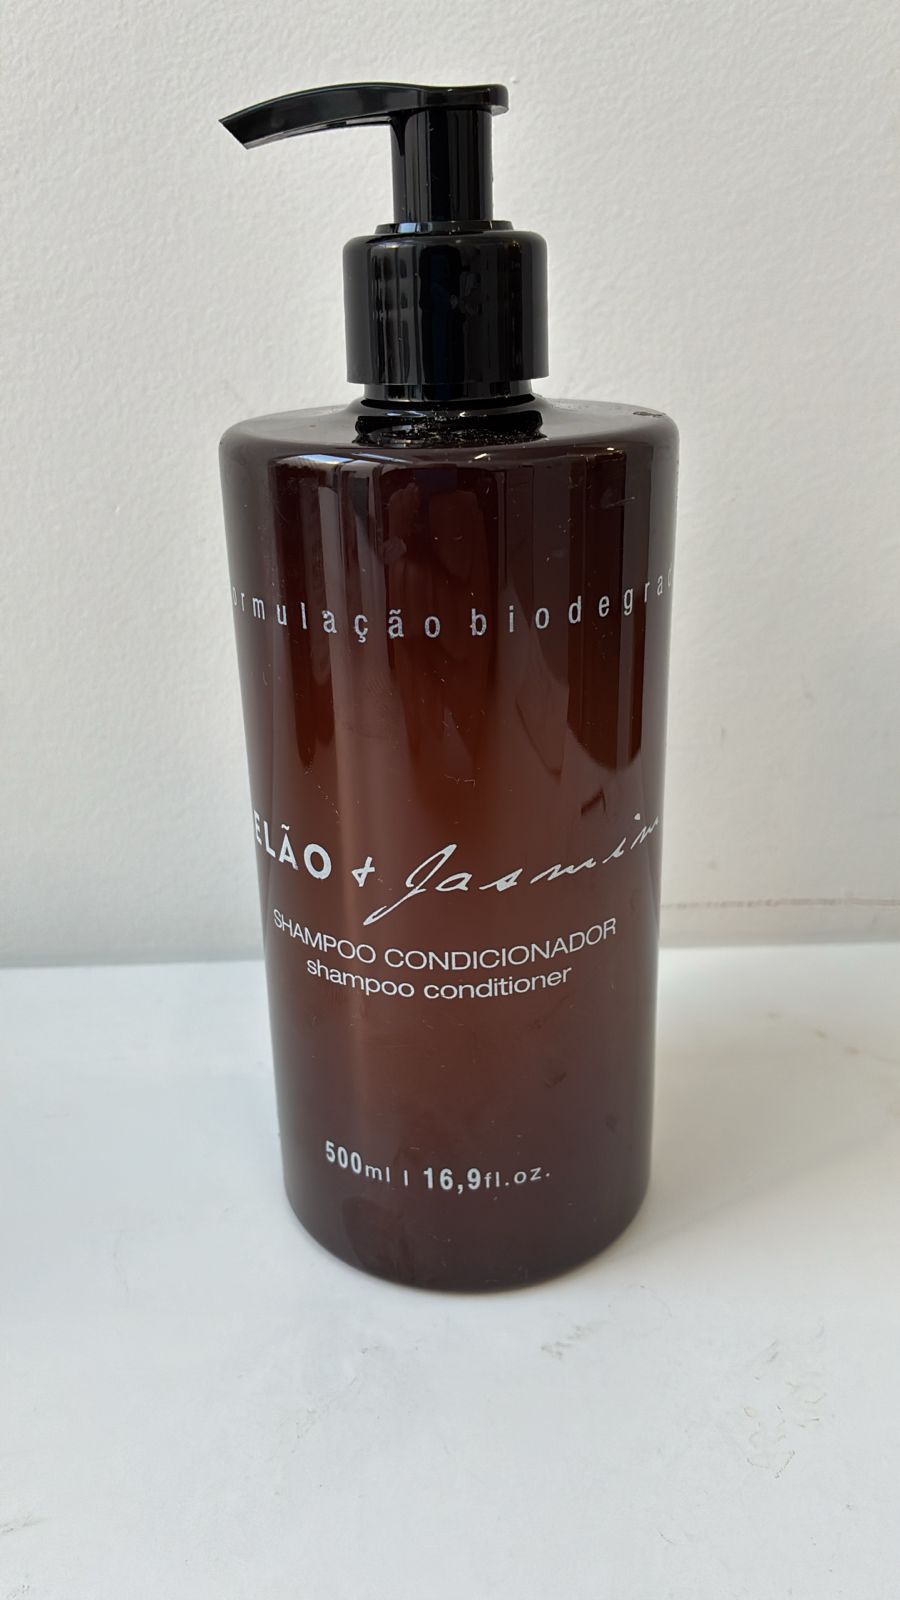 ormulação biodegrad
ELÃO + Jasmim
SHAMPOO CONDICIONADOR
shampoo conditioner
500ml | 16,9fl.oz.